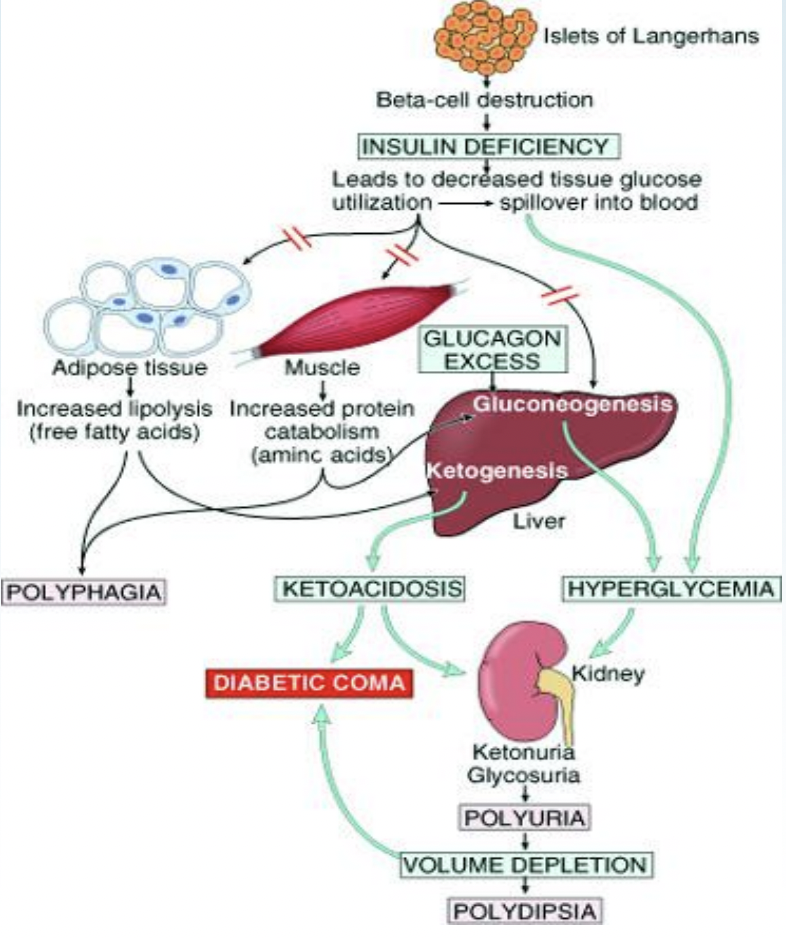 Islets of Langerhans
Beta-cell destruction
INSULIN DEFICIENCY
Leads to decreased tissue glucose
utilization → spillover into blood
GLUCAGON
EXCESS
Adipose tissue
Muscle
Increased lipolysis
(free fatty acids)
Increased protein
catabolism
(amino acids)
Gluconeogenesis
Ketogenesis
Liver
POLYPHAGIA
KETOACIDOSIS
HYPERGLYCEMIA
DIABETIC COMA
Kidney
Ketonuria
Glycosuria
POLYURIA
VOLUME DEPLETION
POLYDIPSIA